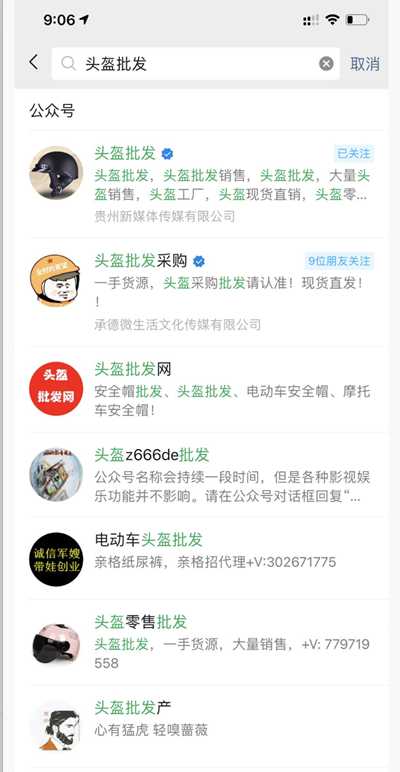 9:06
头盔批发
取消
公众号
头盔批发
已关注
头盔批发，头盔批发销售，头盔批发，大量头
盔销售，头盔工厂，头盔现货直销，头盔零...
贵州新媒体传媒有限公司
头盔批发采购
9位朋友关注
一手货源，头盔采购批发请认准！现货直发！
！
承德微生活文化传媒有限公司
头盔
批发网
头盔批发网
安全帽批发、头盔批发、电动车安全帽、摩托
车安全帽！
头盔z666de批发
公众号名称会持续一段时间，但是各种影视娱
乐功能并不影响。请在公众号对话框回复“...
诚信军嫂
带娃创业
电动车头盔批发
亲格纸尿裤，亲格招代理+V:302671775
头盔零售批发
头盔批发，一手货源，大量销售，+V: 779719
558
头盔批发产
心有猛虎 轻嗅蔷薇